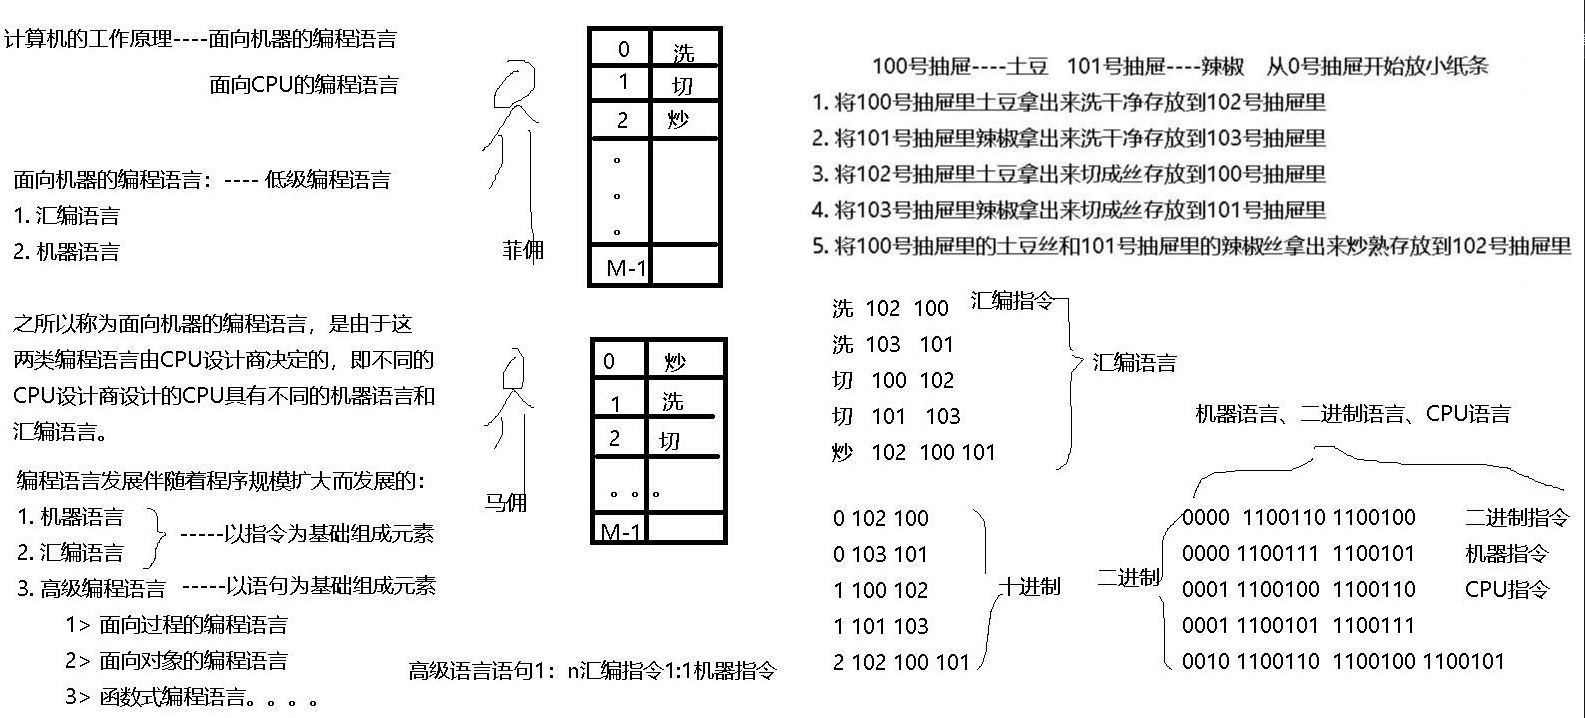 计算机的工作原理----面向机器的编程语言
面向CPU的编程语言
面向机器的编程语言：---- 低级编程语言
1. 汇编语言
2. 机器语言
之所以称为面向机器的编程语言，是由于这
两类编程语言由CPU设计商决定的，即不同的
CPU设计商设计的CPU具有不同的机器语言和
汇编语言。
编程语言发展伴随着程序规模扩大而发展的：
1. 机器语言
2. 汇编语言
-----以指令为基础组成元素
3. 高级编程语言 -----以语句为基础组成元素
1> 面向过程的编程语言
2> 面向对象的编程语言
3> 函数式编程语言。。。。
高级语言语句1：n汇编指令1:1机器指令
菲佣
0 洗
1 切
2 炒
。
。
。
M-1
马佣
0 炒
1 洗
2 切
。。。
M-1
100号抽屉----土豆 101号抽屉----辣椒 从0号抽屉开始放小纸条
1. 将100号抽屉里土豆拿出来洗干净存放到102号抽屉里
2. 将101号抽屉里辣椒拿出来洗干净存放到103号抽屉里
3. 将102号抽屉里土豆拿出来切成丝存放到100号抽屉里
4. 将103号抽屉里辣椒拿出来切成丝存放到101号抽屉里
5. 将100号抽屉里的土豆丝和101号抽屉里的辣椒丝拿出来炒熟存放到102号抽屉里
洗 102 100 汇编指令
洗 103 101
切 100 102
切 101 103
炒 102 100 101
汇编语言
0 102 100
0 103 101
1 100 102
1 101 103
2 102 100 101
十进制
机器语言、二进制语言、CPU语言
二进制
0000 1100110 1100100 二进制指令
0000 1100111 1100101 机器指令
0001 1100100 1100110 CPU指令
0001 1100101 1100111
0010 1100110 1100100 1100101